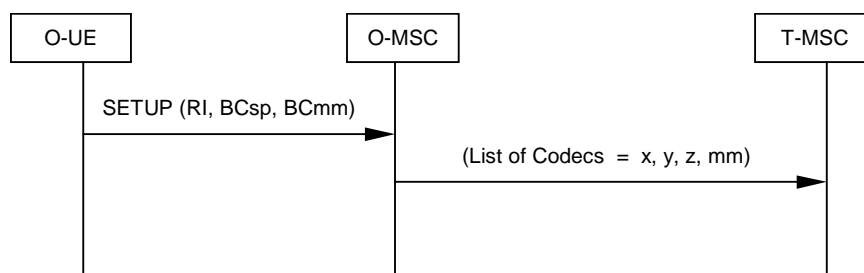 O-UE
O-MSC
T-MSC
SETUP (RI, BCsp, BCmm)
(List of Codecs = x, y, z, mm)